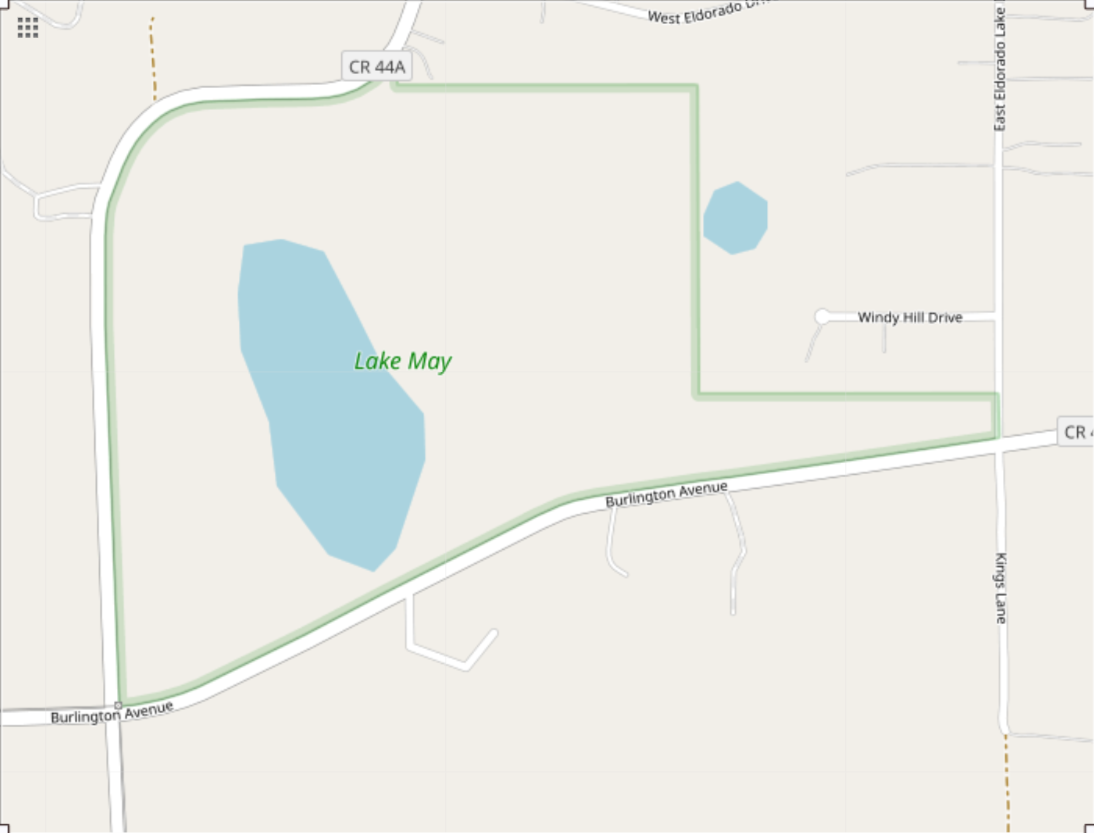 West Eldorado Dri
CR 44A
East Eldorado Lake
Windy Hill Drive
Lake May
CR 4
Burlington Avenue
Kings Lane
Burlington Avenue